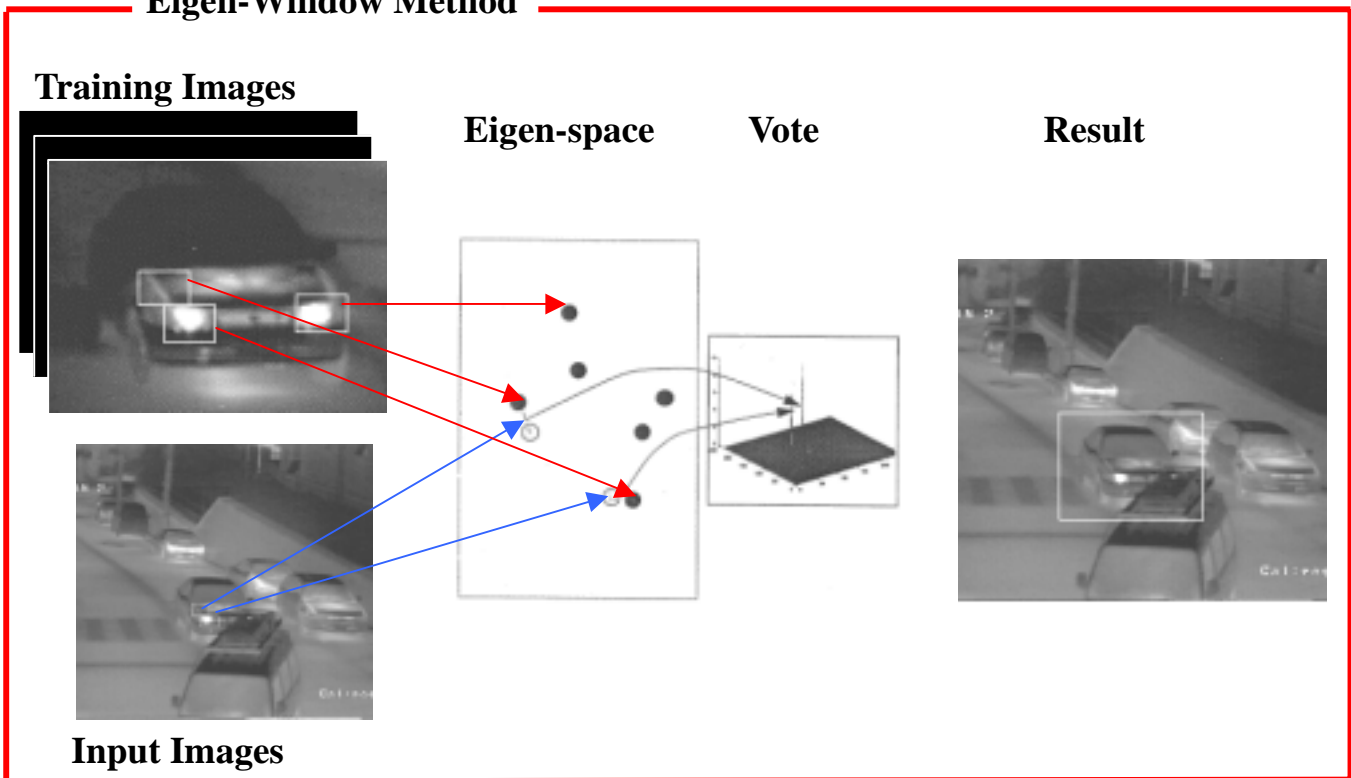 Eigen-Window Method
Training Images
Eigen-space
Vote
Result
Input Images